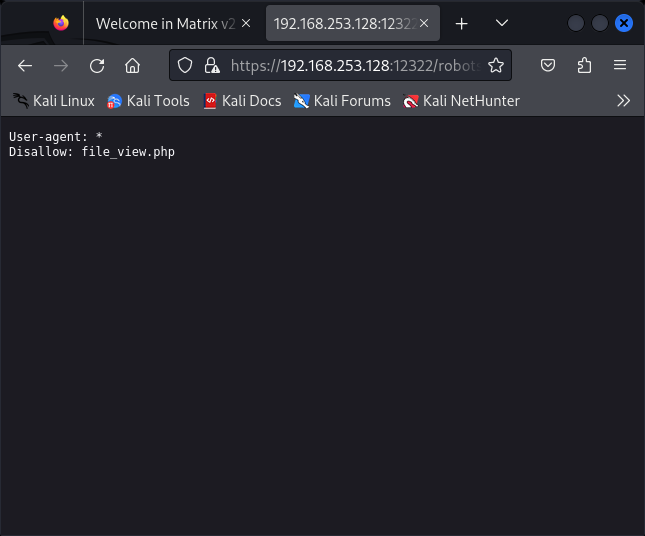 Welcome in Matrix v2
192.168.253.128:12322
https://192.168.253.128:12322/robots
Kali Linux
Kali Tools
Kali Docs
Kali Forums
Kali NetHunter
User-agent: *
Disallow: file_view.php